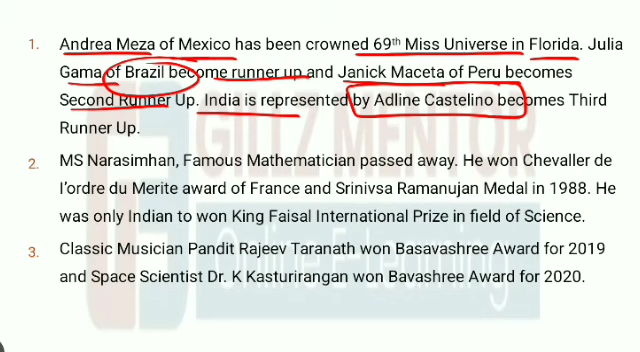 1. Andrea Meza of Mexico has been crowned 69th Miss Universe in Florida. Julia
Gama of Brazil become runner up and Janick Maceta of Peru becomes
Second Runner Up. India is represented by Adline Castelino becomes Third
Runner Up.
2. MS Narasimhan, Famous Mathematician passed away. He won Chevaller de
l'ordre du Merite award of France and Srinivsa Ramanujan Medal in 1988. He
was only Indian to won King Faisal International Prize in field of Science.
3. Classic Musician Pandit Rajeev Taranath won Basavashree Award for 2019
and Space Scientist Dr. K Kasturirangan won Bavashree Award for 2020.
GILLZ MENTOR
Online E-Learning